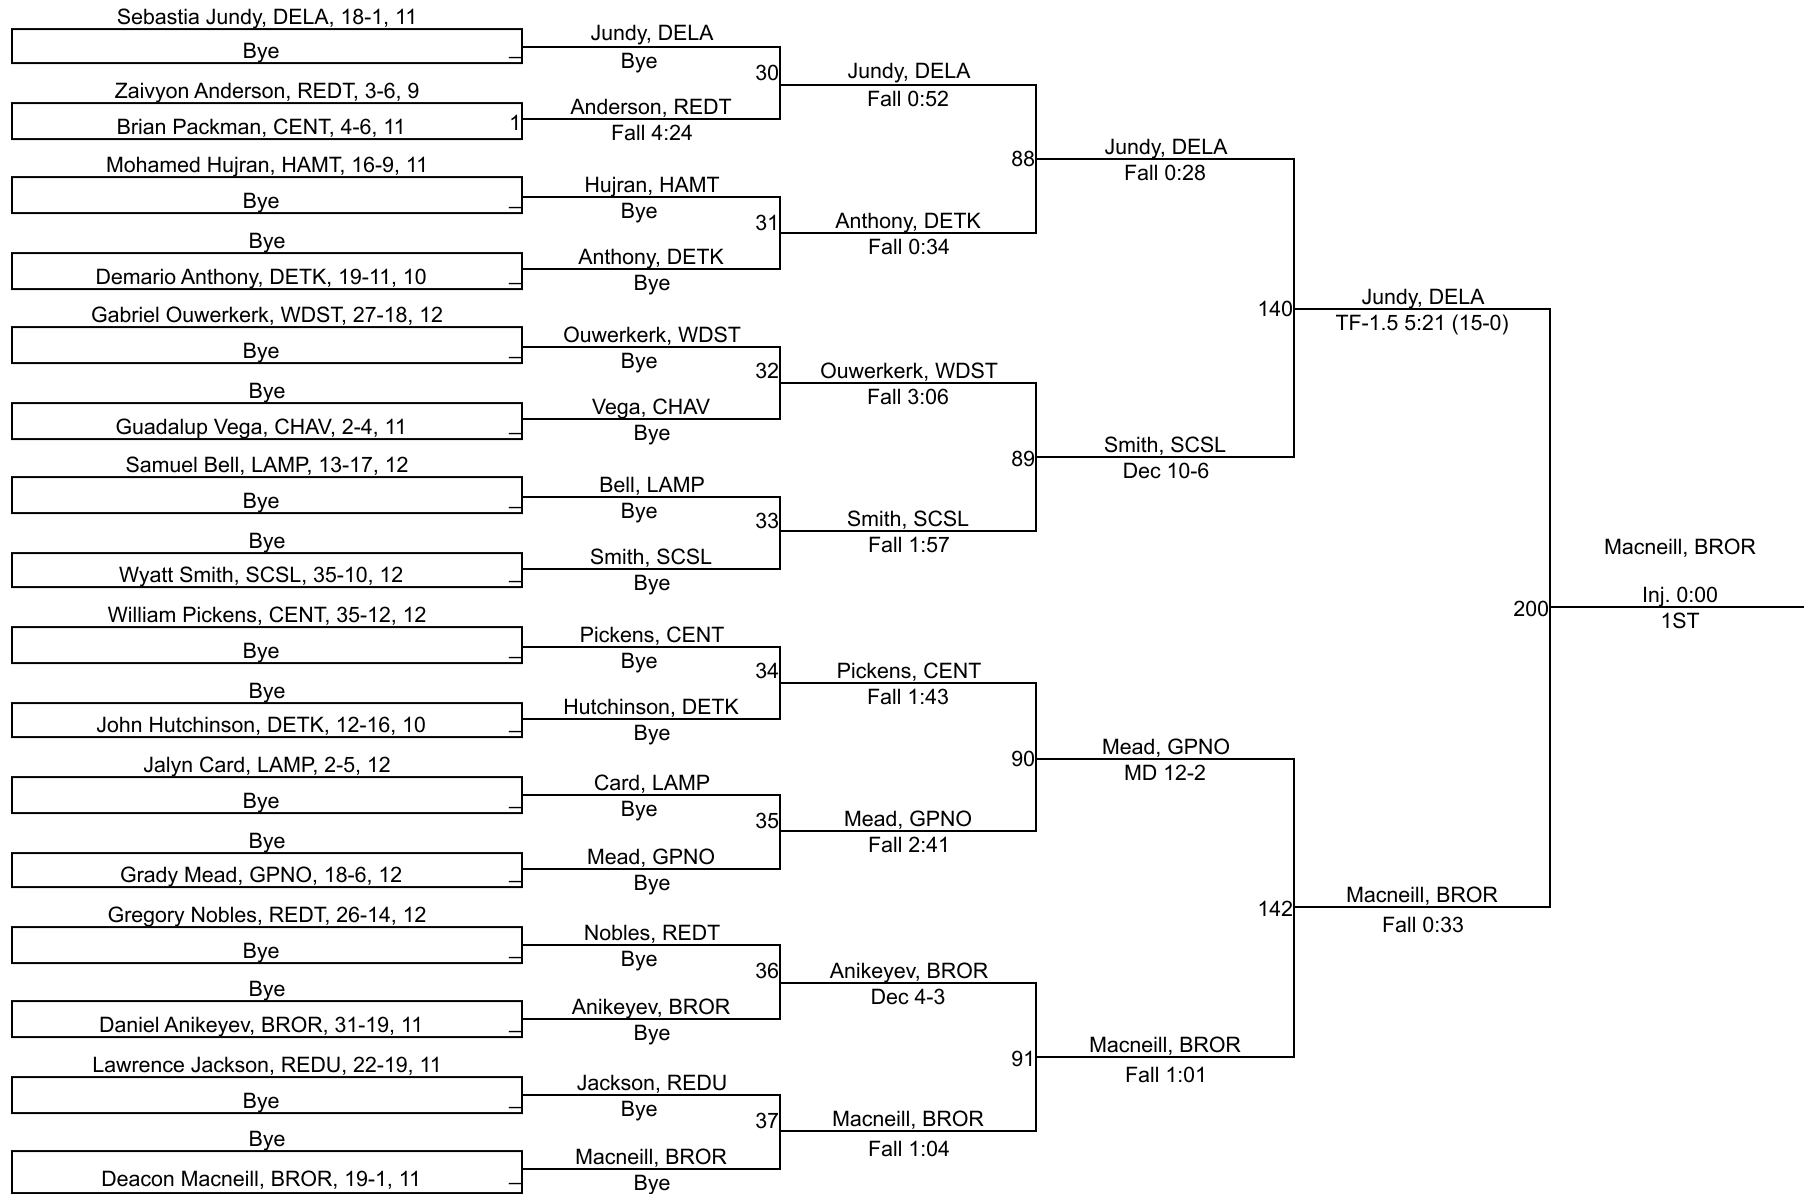 Sebastia Jundy, DELA, 18-1, 11
Bye
_
Zaivyon Anderson, REDT, 3-6, 9
Brian Packman, CENT, 4-6, 11
1
Mohamed Hujran, HAMT, 16-9, 11
Bye
_
Bye
Demario Anthony, DETK, 19-11, 10
_
Gabriel Ouwerkerk, WDST, 27-18, 12
Bye
_
Bye
Guadalup Vega, CHAV, 2-4, 11
_
Samuel Bell, LAMP, 13-17, 12
Bye
_
Bye
Wyatt Smith, SCSL, 35-10, 12
_
William Pickens, CENT, 35-12, 12
Bye
_
Bye
John Hutchinson, DETK, 12-16, 10
_
Jalyn Card, LAMP, 2-5, 12
Bye
_
Bye
Grady Mead, GPNO, 18-6, 12
_
Gregory Nobles, REDT, 26-14, 12
Bye
_
Bye
Daniel Anikeyev, BROR, 31-19, 11
_
Lawrence Jackson, REDU, 22-19, 11
Bye
_
Bye
Deacon Macneill, BROR, 19-1, 11
_
Jundy, DELA
Bye
30
Anderson, REDT
Fall 4:24
Hujran, HAMT
Bye
31
Anthony, DETK
Bye
Ouwerkerk, WDST
Bye
32
Vega, CHAV
Bye
Bell, LAMP
Bye
33
Smith, SCSL
Bye
Pickens, CENT
Bye
34
Hutchinson, DETK
Bye
Card, LAMP
Bye
35
Mead, GPNO
Bye
Nobles, REDT
Bye
36
Anikeyev, BROR
Bye
Jackson, REDU
Bye
37
Macneill, BROR
Bye
Jundy, DELA
Fall 0:52
88
Anthony, DETK
Fall 0:34
Ouwerkerk, WDST
Fall 3:06
89
Smith, SCSL
Fall 1:57
Pickens, CENT
Fall 1:43
90
Mead, GPNO
Fall 2:41
Anikeyev, BROR
Dec 4-3
91
Macneill, BROR
Fall 1:04
Jundy, DELA
Fall 0:28
140
Smith, SCSL
Dec 10-6
Mead, GPNO
MD 12-2
142
Macneill, BROR
Fall 1:01
Jundy, DELA
TF-1.5 5:21 (15-0)
200
Macneill, BROR
Fall 0:33
Macneill, BROR
Inj. 0:00
1ST